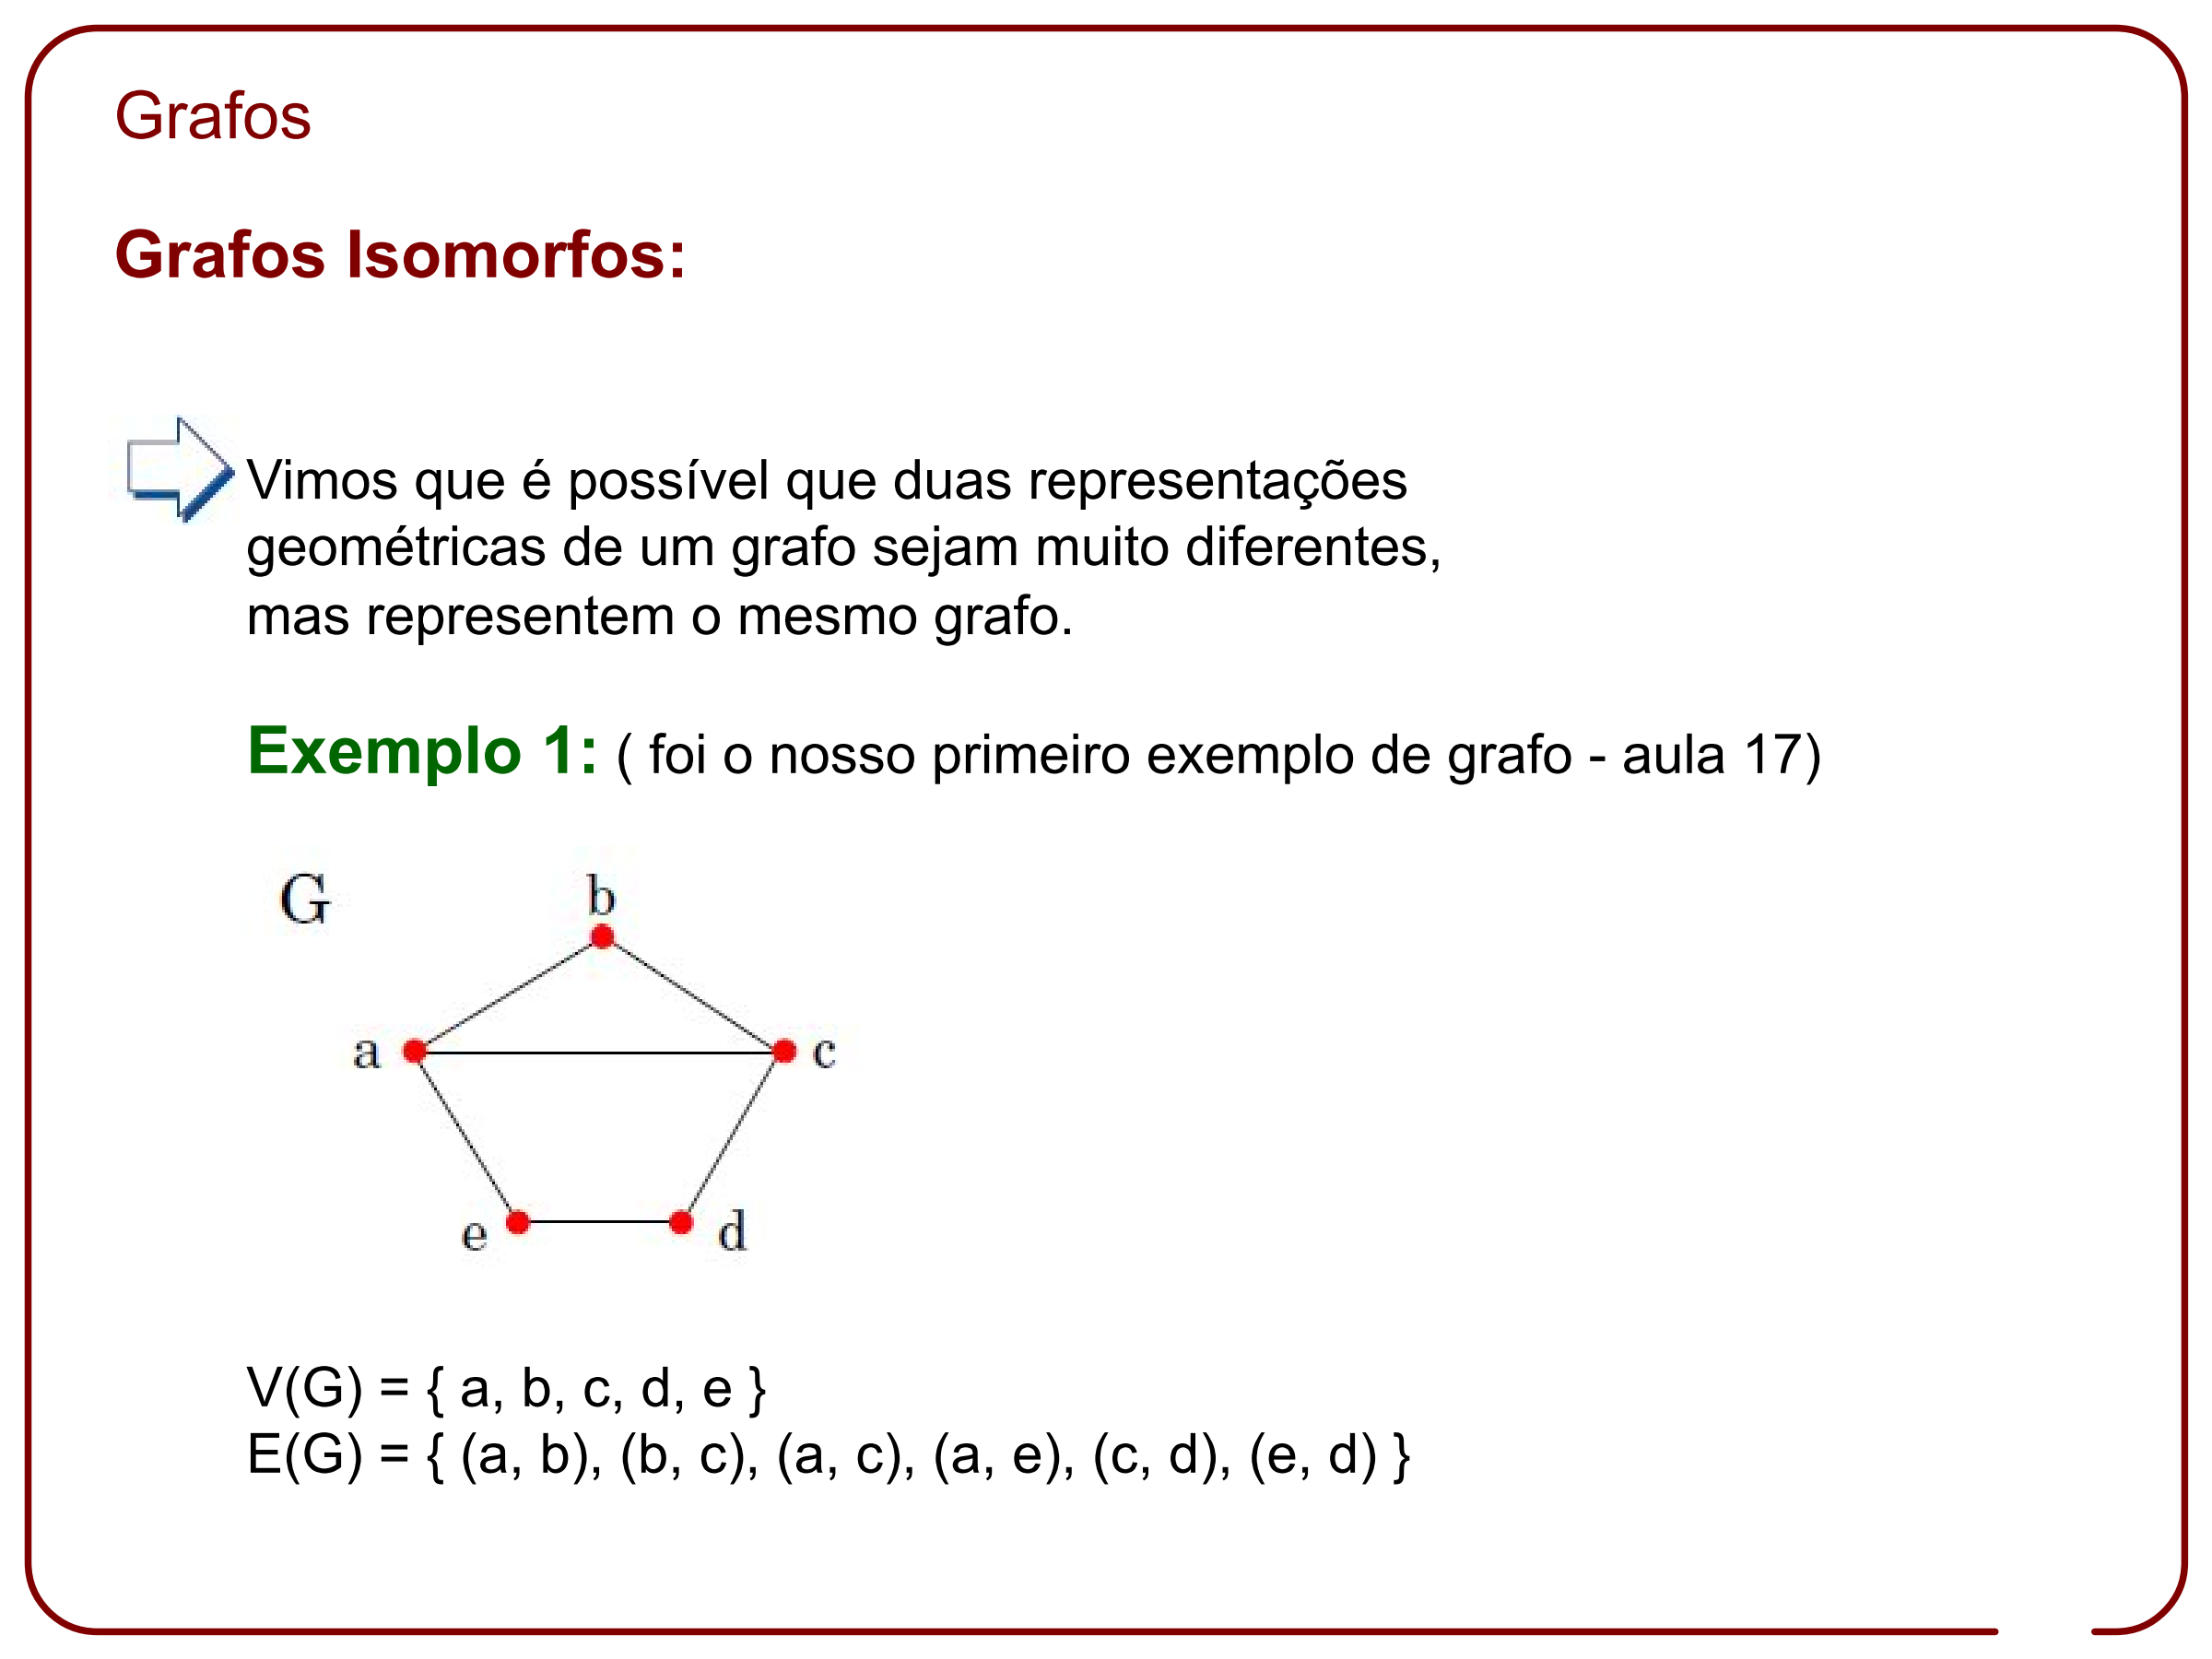 Grafos
Grafos Isomorfos:
Vimos que é possível que duas representações
geométricas de um grafo sejam muito diferentes,
mas representem o mesmo grafo.
Exemplo 1: ( foi o nosso primeiro exemplo de grafo - aula 17)
G
b
a
c
e
d
V(G) = { a, b, c, d, e }
E(G) = { (a, b), (b, c), (a, c), (a, e), (c, d), (e, d) }